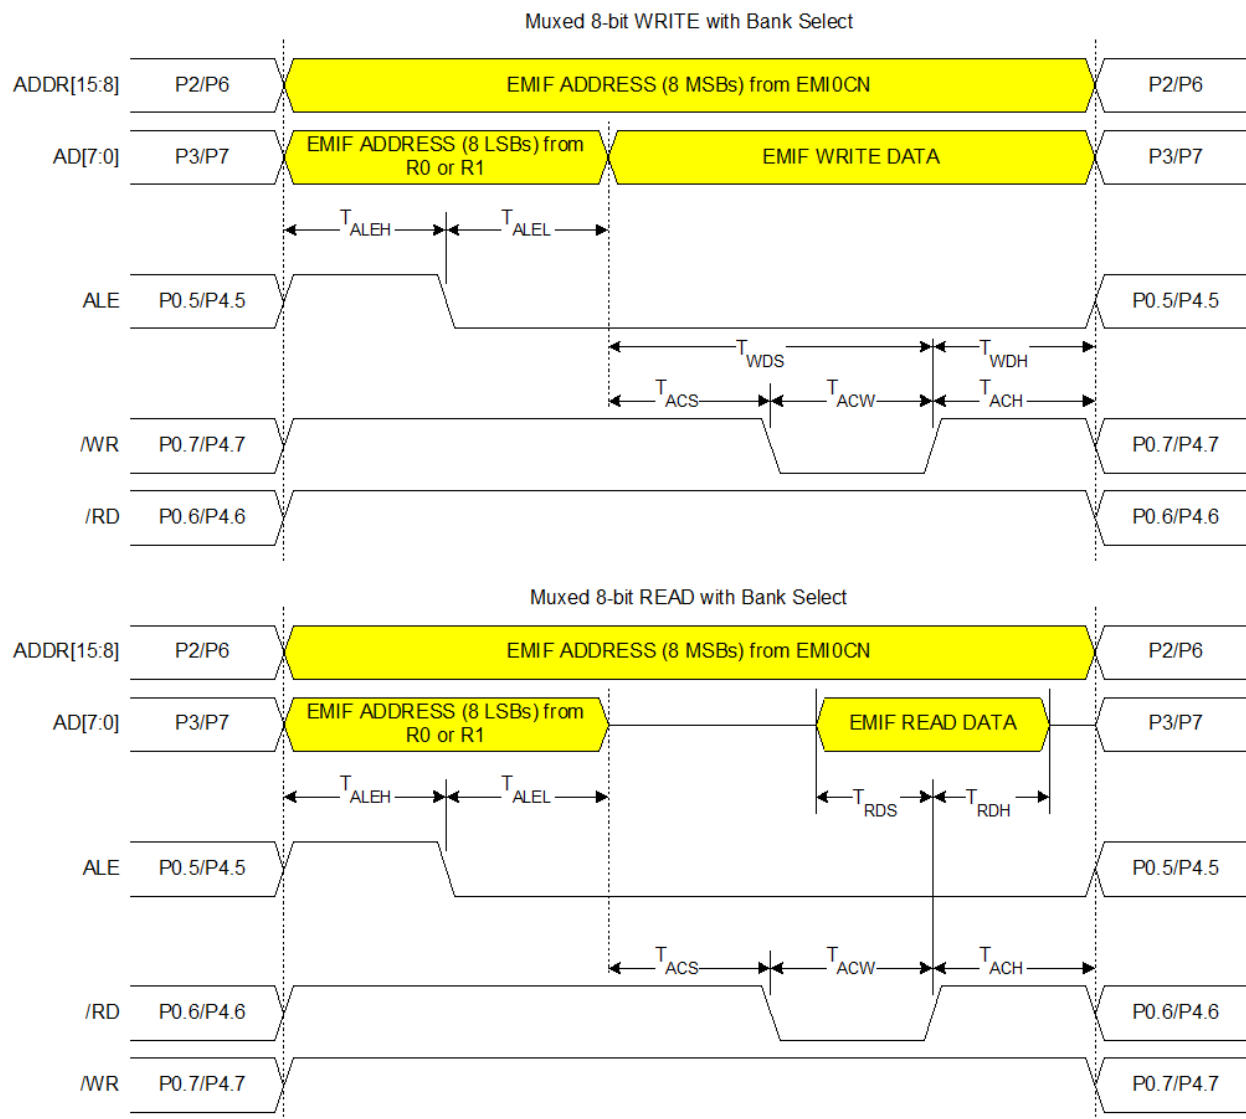 Muxed 8-bit WRITE with Bank Select
ADDR[15:8] P2/P6 EMIF ADDRESS (8 MSBs) from EMI0CN P2/P6
AD[7:0] P3/P7 EMIF ADDRESS (8 LSBs) from R0 or R1 EMIF WRITE DATA P3/P7
TALEH TALEL
ALE P0.5/P4.5 P0.5/P4.5
TWDS TWDH
TACS TACW TACH
/WR P0.7/P4.7 P0.7/P4.7
/RD P0.6/P4.6 P0.6/P4.6
Muxed 8-bit READ with Bank Select
ADDR[15:8] P2/P6 EMIF ADDRESS (8 MSBs) from EMI0CN P2/P6
AD[7:0] P3/P7 EMIF ADDRESS (8 LSBs) from R0 or R1 EMIF READ DATA P3/P7
TALEH TALEL TRDS TRDH
ALE P0.5/P4.5 P0.5/P4.5
TACS TACW TACH
/RD P0.6/P4.6 P0.6/P4.6
/WR P0.7/P4.7 P0.7/P4.7